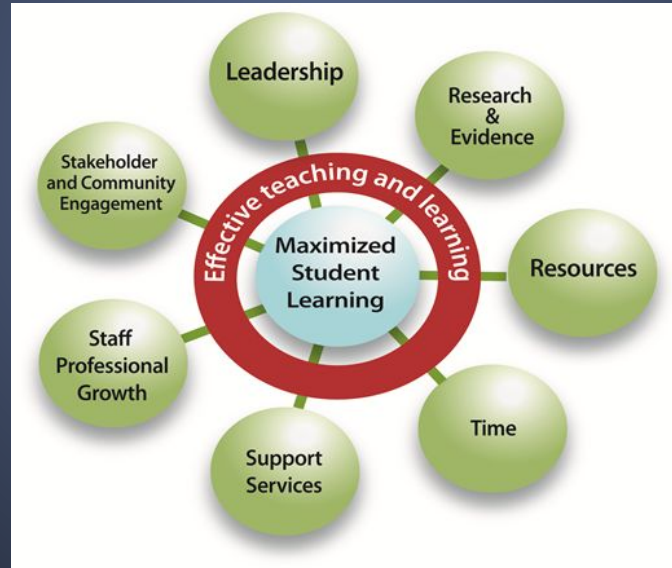 Leadership
Research
&
Evidence
Stakeholder
and Community
Engagement
Effective teaching and learning
Maximized
Student
Learning
Resources
Staff
Professional
Growth
Time
Support
Services